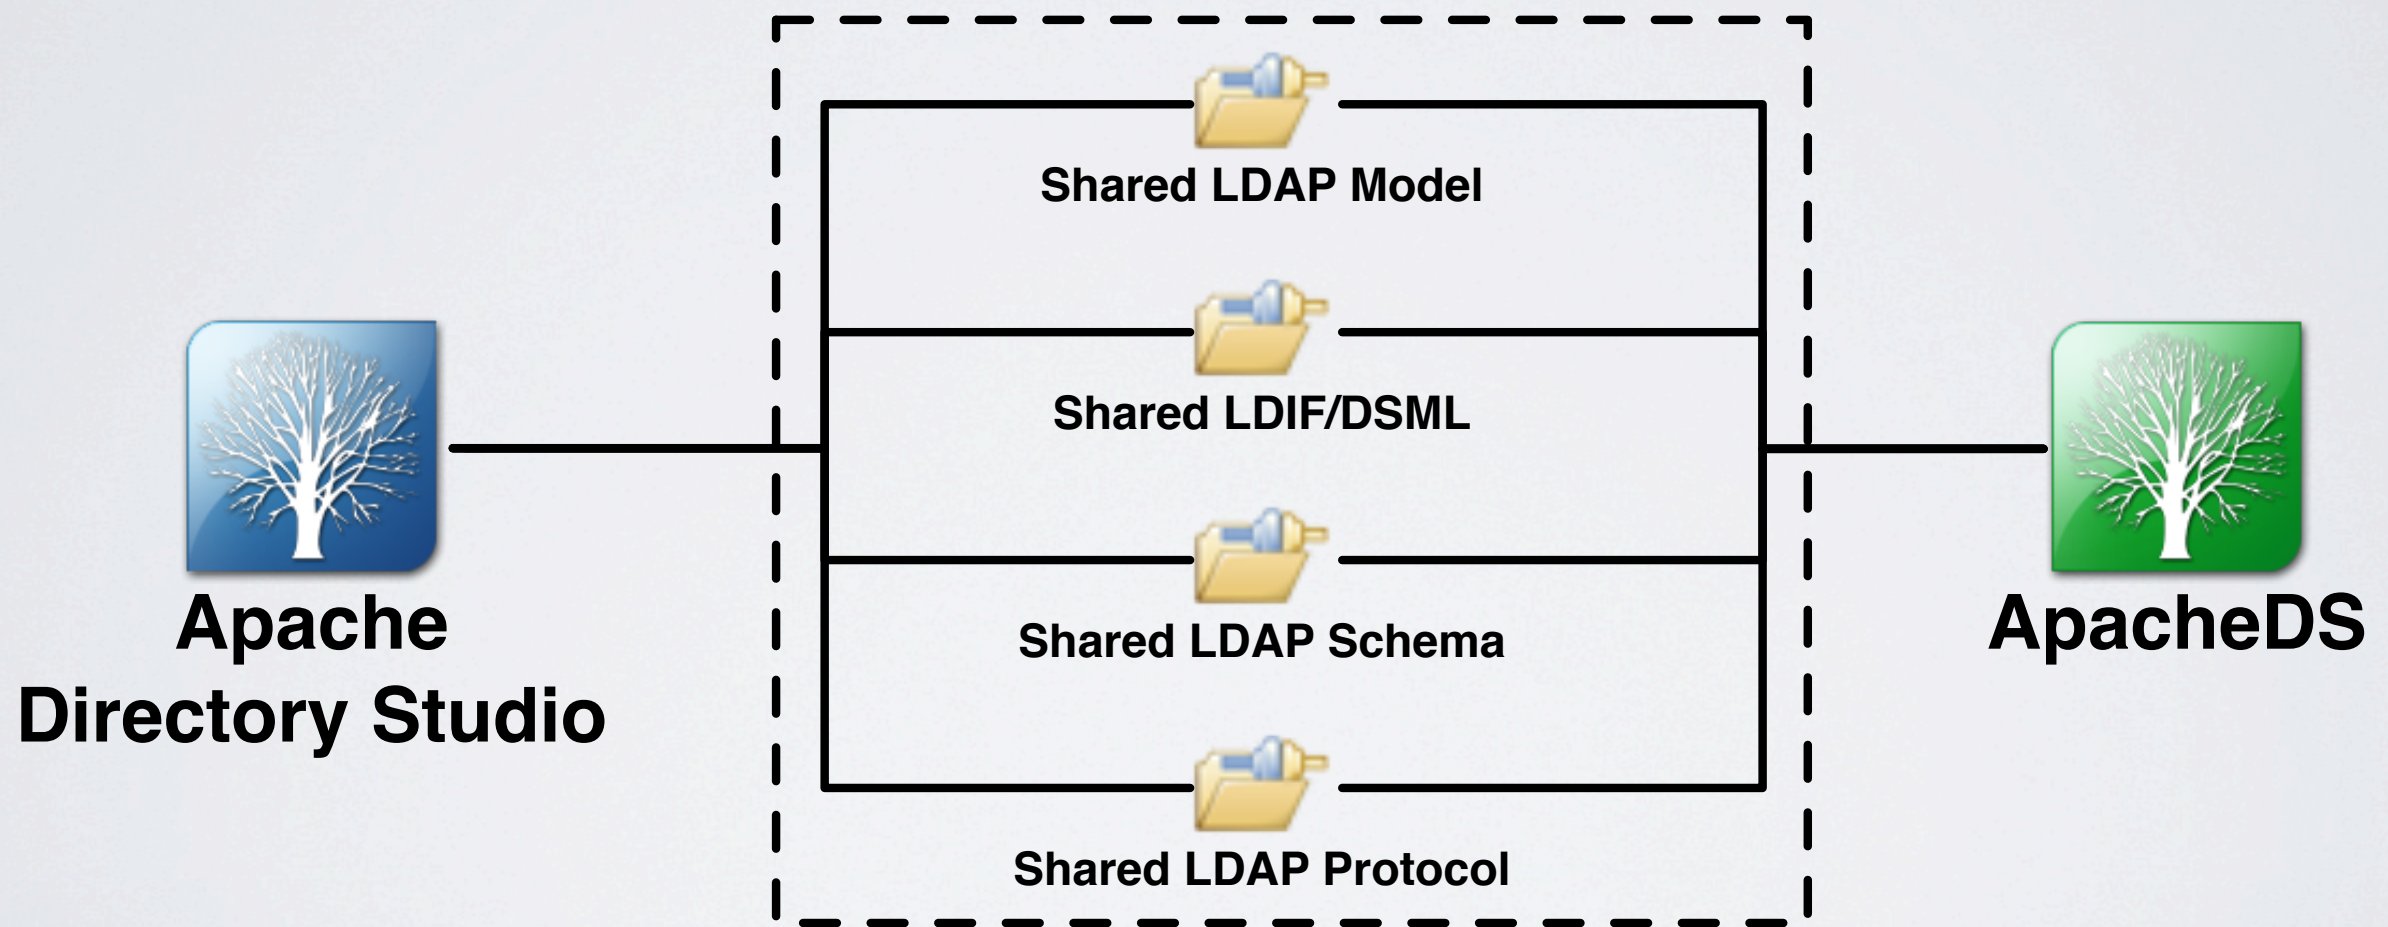 Shared LDAP Model
Shared LDIF/DSML
Shared LDAP Schema
Shared LDAP Protocol
Apache
Directory Studio
ApacheDS